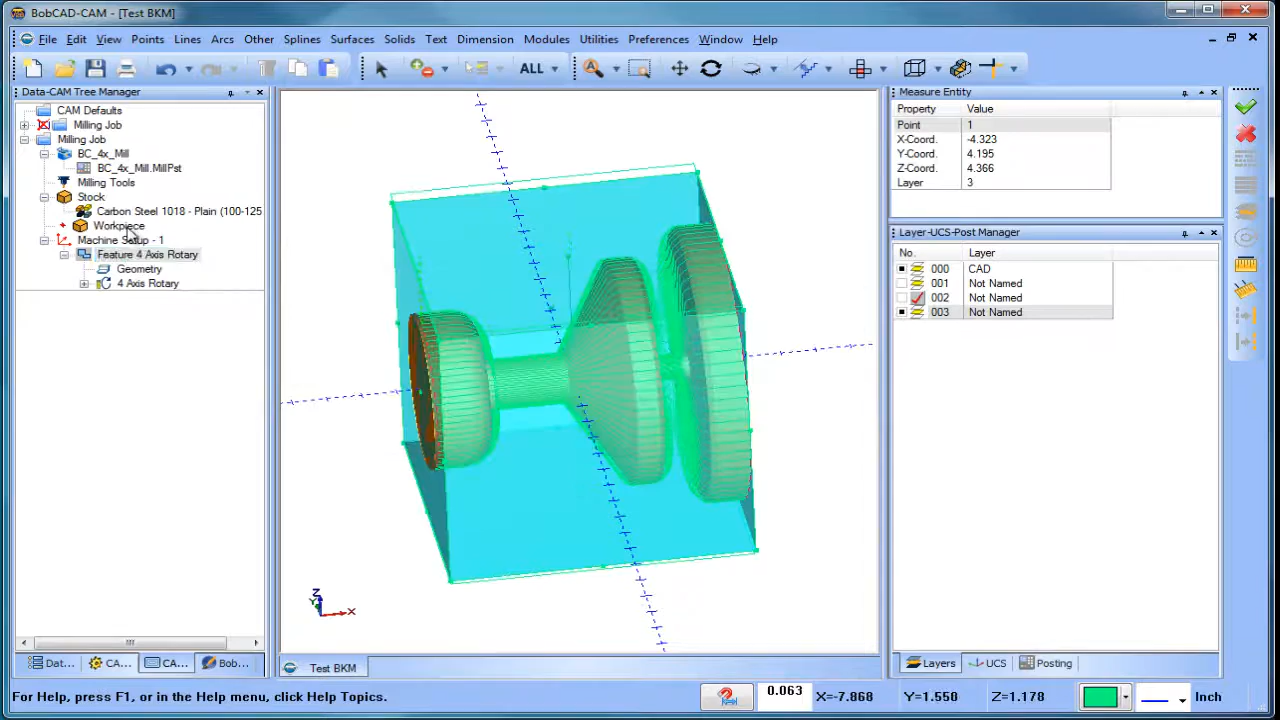 BobCAD-CAM - [Test BKM]
File Edit View Points Lines Arcs Other Splines Surfaces Solids Text Dimension Modules Utilities Preferences Window Help
ALL
Data-CAM Tree Manager
CAM Defaults
Milling Job
Milling Job
BC_4x_Mill
BC_4x_Mill.MillPst
Milling Tools
Stock
Carbon Steel 1018 - Plain (100-125
Workpiece
Machine Setup - 1
Feature 4 Axis Rotary
Geometry
4 Axis Rotary
Dat... CA... CA... Bob...
Z
Y
X
Test BKM
Measure Entity
Property Value
Point 1
X-Coord. -4.323
Y-Coord. 4.195
Z-Coord. 4.366
Layer 3
Layer-UCS-Post Manager
No. Layer
000 CAD
001 Not Named
002 Not Named
003 Not Named
Layers UCS Posting
For Help, press F1, or in the Help menu, click Help Topics.
0.063 X=-7.868 Y=1.550 Z=1.178 Inch